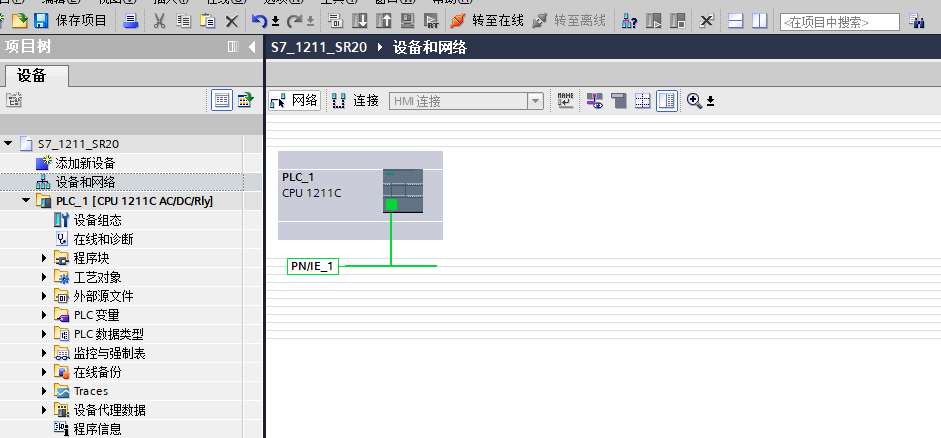 保存项目
转至在线
转至离线
<在项目中搜索>
项目树
S7_1211_SR20
设备和网络
设备
网络
连接
HMI 连接
NAME
S7_1211_SR20
添加新设备
设备和网络
PLC_1 [CPU 1211C AC/DC/Rly]
设备组态
在线和诊断
程序块
工艺对象
外部源文件
PLC 变量
PLC 数据类型
监控与强制表
在线备份
Traces
设备代理数据
程序信息
PLC_1
CPU 1211C
PN/IE_1